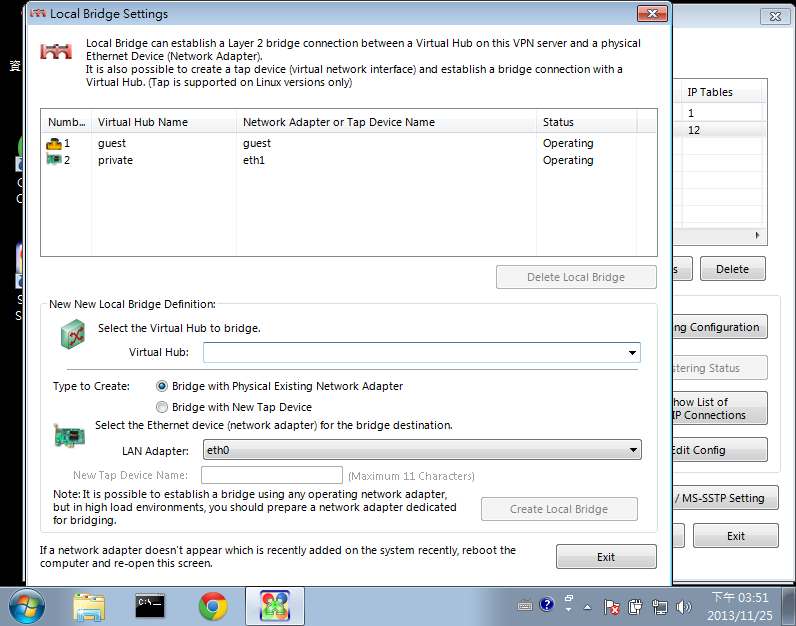 Local Bridge Settings
Local Bridge can establish a Layer 2 bridge connection between a Virtual Hub on this VPN server and a physical
Ethernet Device (Network Adapter).
It is also possible to create a tap device (virtual network interface) and establish a bridge connection with a
Virtual Hub. (Tap is supported on Linux versions only)
Numb... Virtual Hub Name Network Adapter or Tap Device Name Status
1 guest guest Operating
2 private eth1 Operating
Delete Local Bridge
New New Local Bridge Definition:
Select the Virtual Hub to bridge.
Virtual Hub:
Type to Create: Bridge with Physical Existing Network Adapter
Bridge with New Tap Device
Select the Ethernet device (network adapter) for the bridge destination.
LAN Adapter: eth0
New Tap Device Name: (Maximum 11 Characters)
Note: It is possible to establish a bridge using any operating network adapter,
but in high load environments, you should prepare a network adapter dedicated
for bridging.
Create Local Bridge
If a network adapter doesn't appear which is recently added on the system recently, reboot the
computer and re-open this screen.
Exit
IP Tables
1
12
s
Delete
ng Configuration
stering Status
how List of
IP Connections
Edit Config
/ MS-SSTP Setting
Exit
資
C
C
S
S
C:\
下午 03:51
2013/11/25